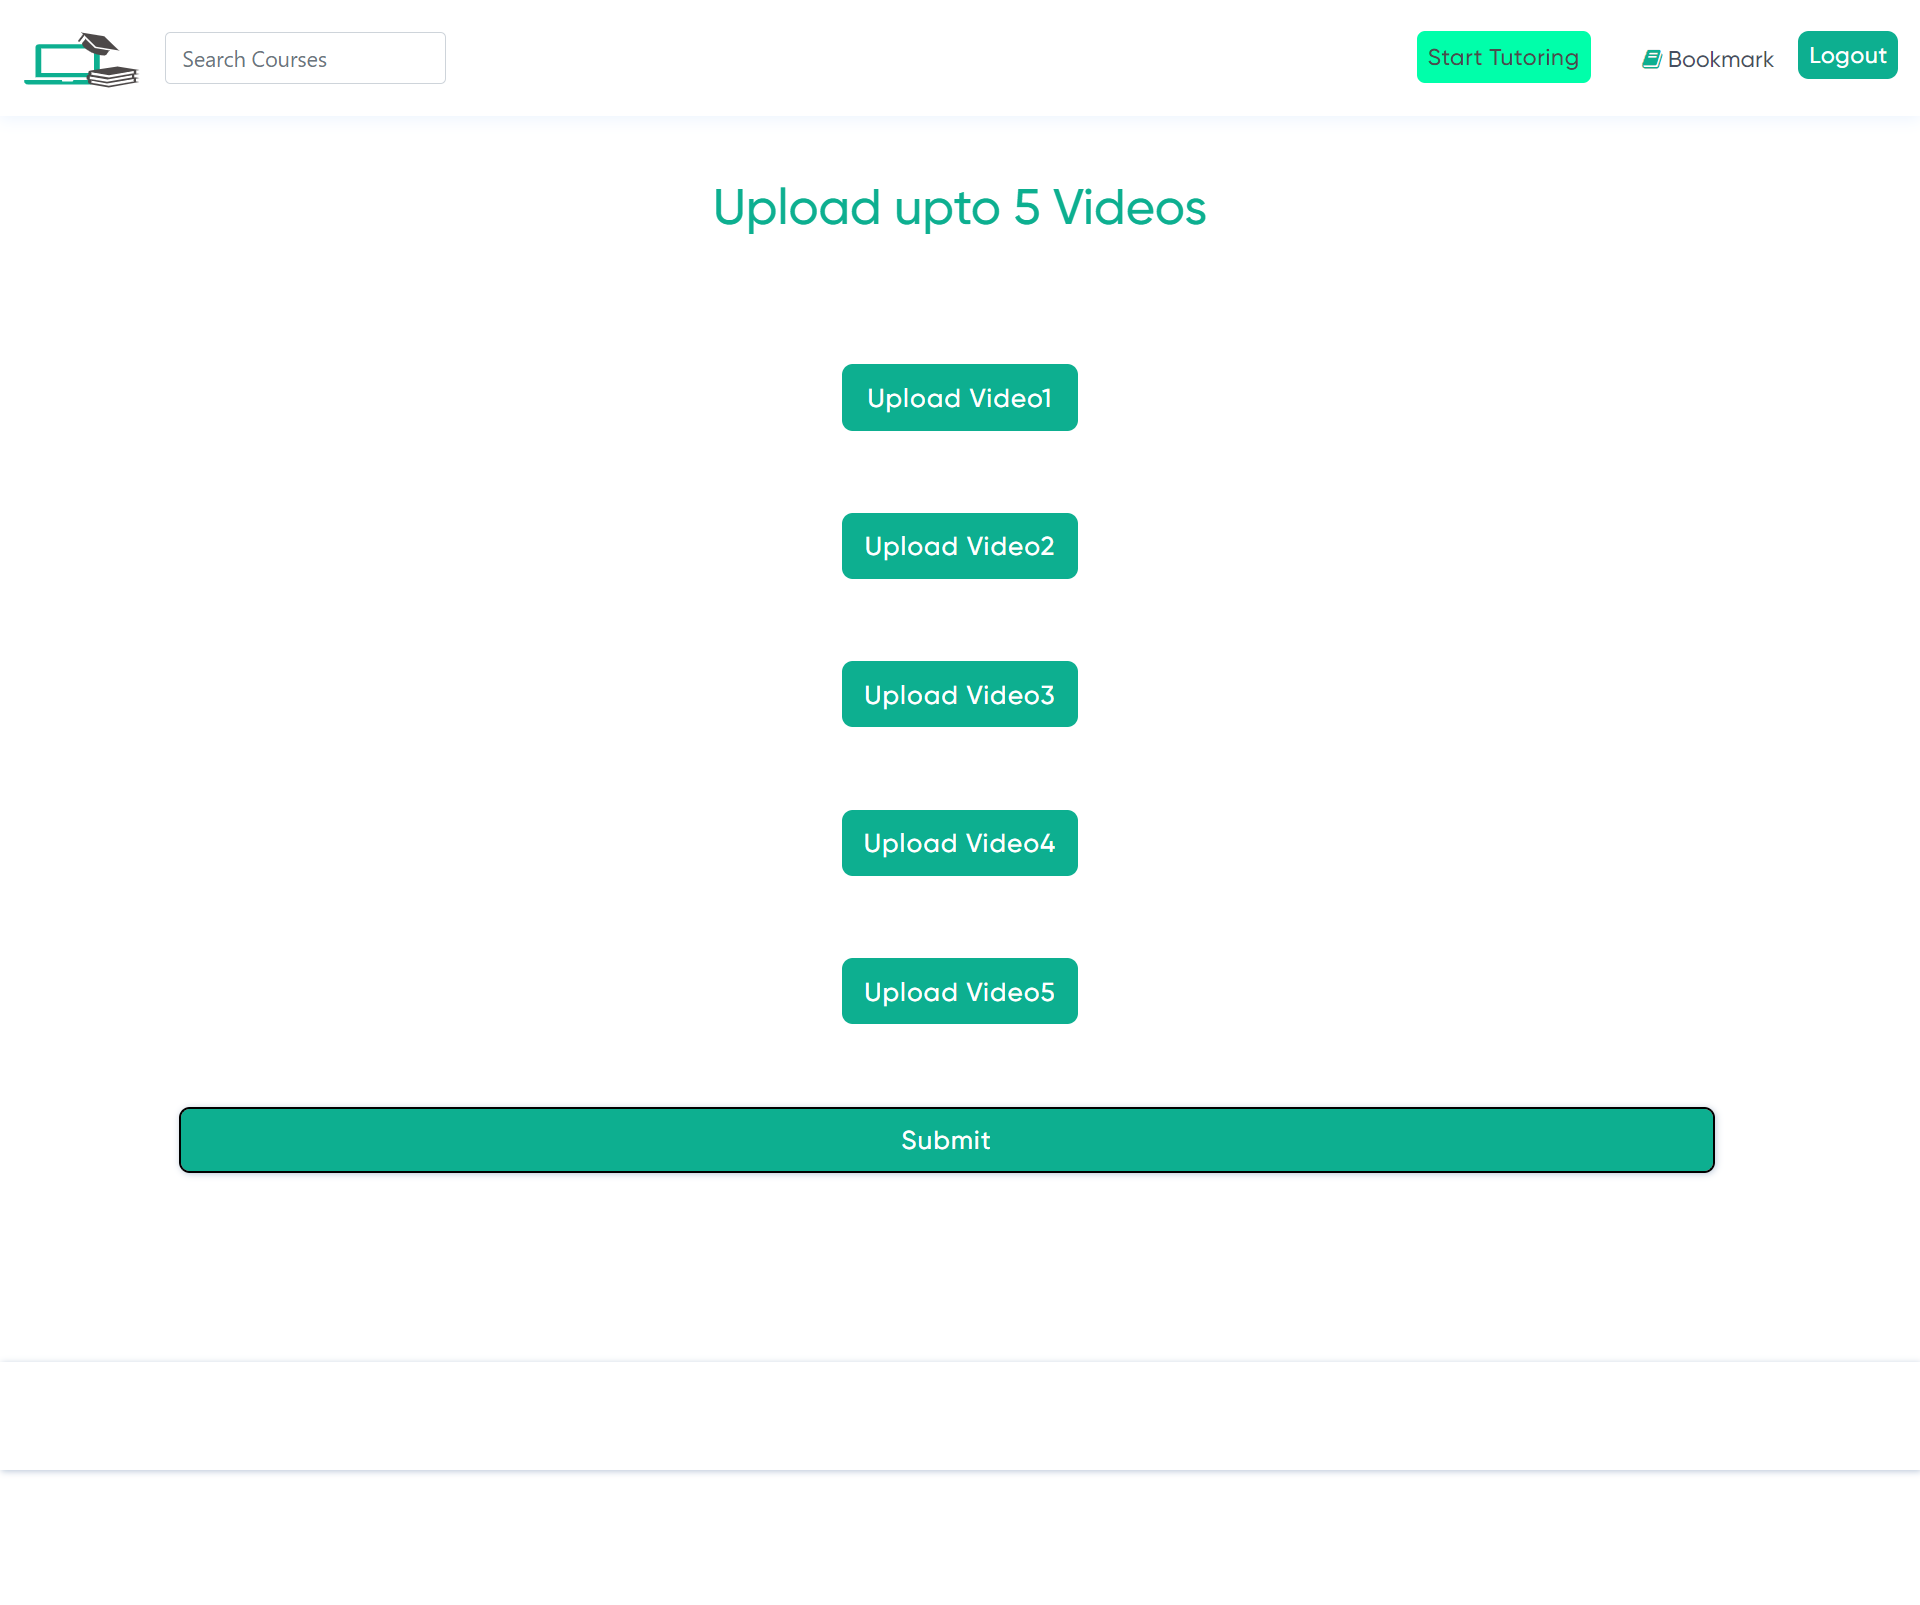 Search Courses
Start Tutoring
Bookmark
Logout
Upload upto 5 Videos
Upload Video1
Upload Video2
Upload Video3
Upload Video4
Upload Video5
Submit